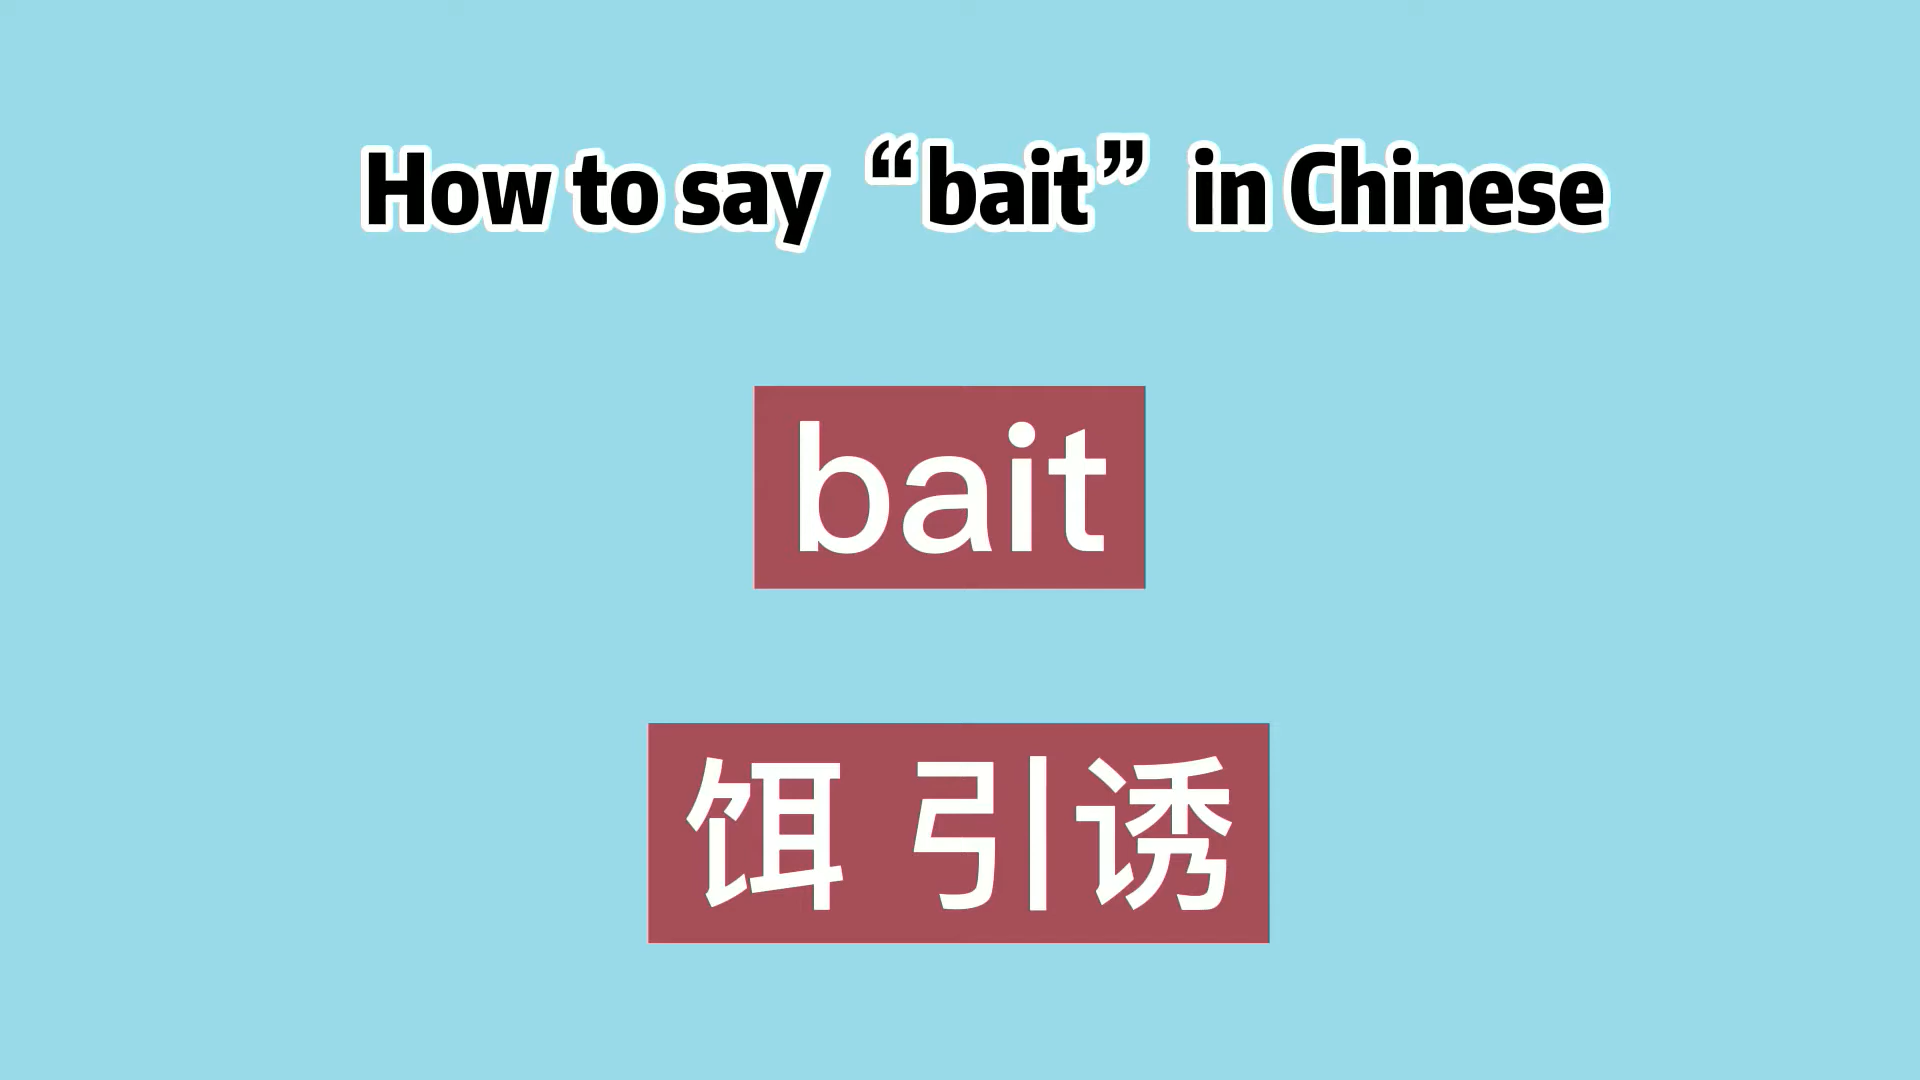 How to say “bait” in Chinese
bait
饵 引诱